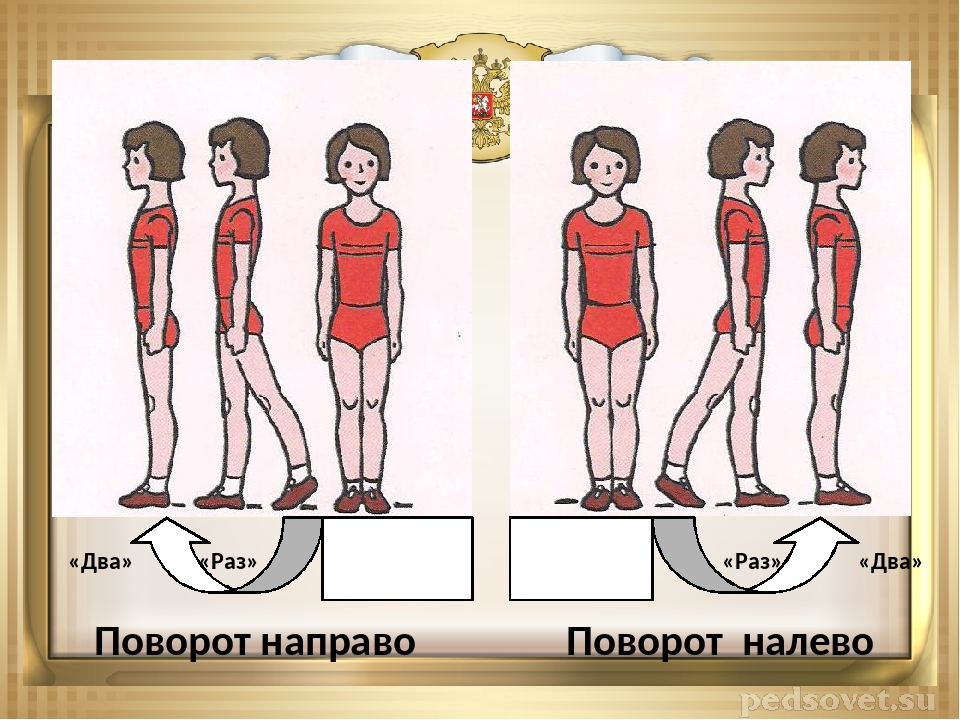 «Два» «Раз» «Раз» «Два»
Поворот направо
Поворот  налево
pedsovet.su